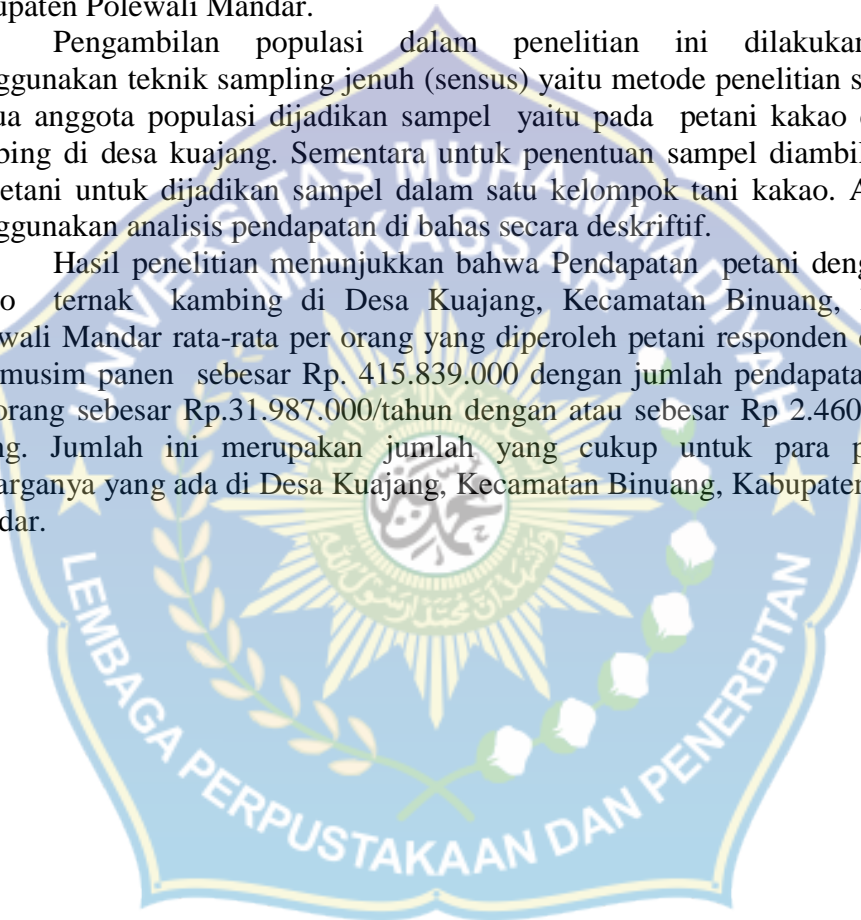 upaten Polewali Mandar.
Pengambilan populasi dalam penelitian ini dilakukan
ggunakan teknik sampling jenuh (sensus) yaitu metode penelitian s
ua anggota populasi dijadikan sampel yaitu pada petani kakao
bing di desa kuajang. Sementara untuk penentuan sampel diambil
etani untuk dijadikan sampel dalam satu kelompok tani kakao. A
ggunakan analisis pendapatan di bahas secara deskriftif.
Hasil penelitian menunjukkan bahwa Pendapatan petani deng
o ternak kambing di Desa Kuajang, Kecamatan Binuang,
wali Mandar rata-rata per orang yang diperoleh petani responden
musim panen sebesar Rp. 415.839.000 dengan jumlah pendapata
orang sebesar Rp.31.987.000/tahun dengan atau sebesar Rp 2.460
ng. Jumlah ini merupakan jumlah yang cukup untuk para p
arganya yang ada di Desa Kuajang, Kecamatan Binuang, Kabupaten
dar.
UNIVERSITAS MUHAMMADIYAH
MAKASSAR
LEMBAGA PERPUSTAKAAN DAN PENERBITAN